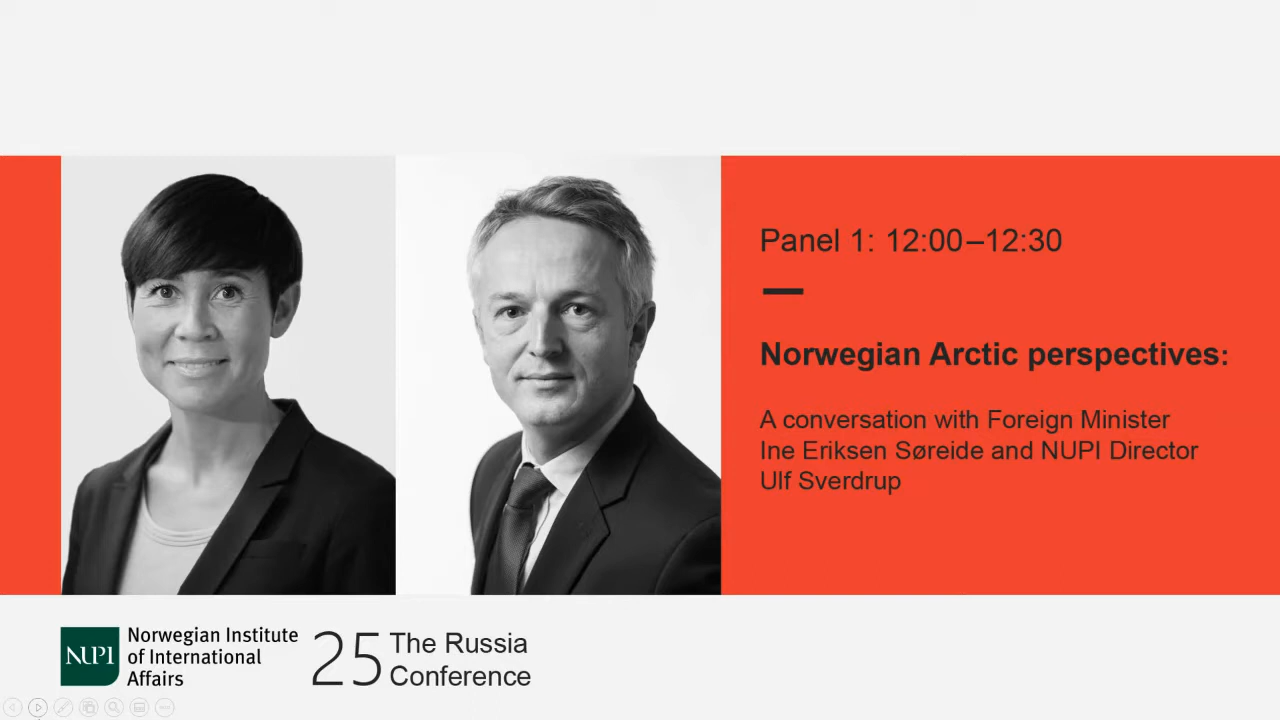 Panel 1: 12:00–12:30
Norwegian Arctic perspectives:
A conversation with Foreign Minister
Ine Eriksen Søreide and NUPI Director
Ulf Sverdrup
NUPI
Norwegian Institute
of International
Affairs
25
The Russia
Conference